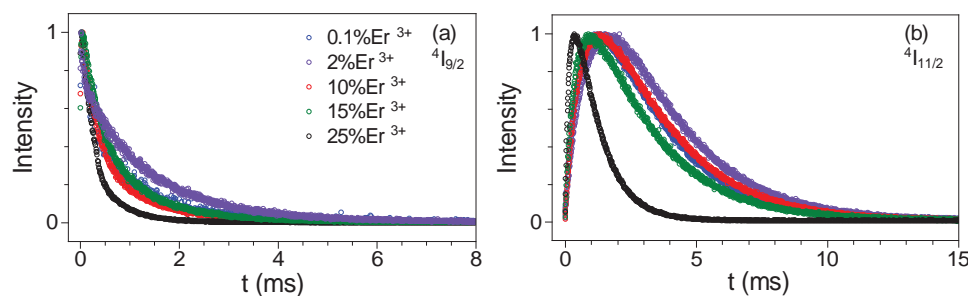 1
0
Intensity
0 2 4 6 8
t (ms)
0.1%Er 3+
2%Er 3+
10%Er 3+
15%Er 3+
25%Er 3+
(a)
4I9/2
1
0
Intensity
0 5 10 15
t (ms)
(b)
4I11/2